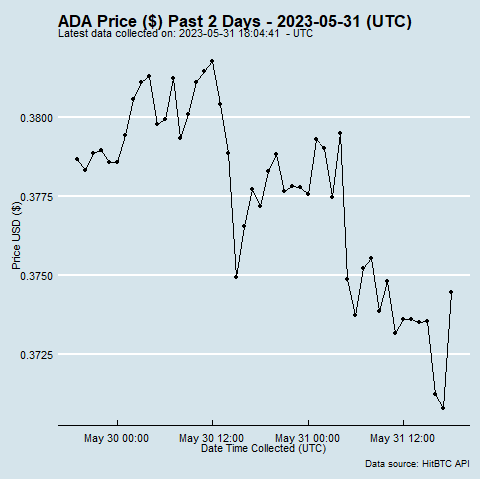 ADA Price ($) Past 2 Days - 2023-05-31 (UTC)
Latest data collected on: 2023-05-31 18:04:41 - UTC
0.3800
0.3775
0.3750
0.3725
Price USD ($)
May 30 00:00
May 30 12:00
May 31 00:00
May 31 12:00
Date Time Collected (UTC)
Data source: HitBTC API